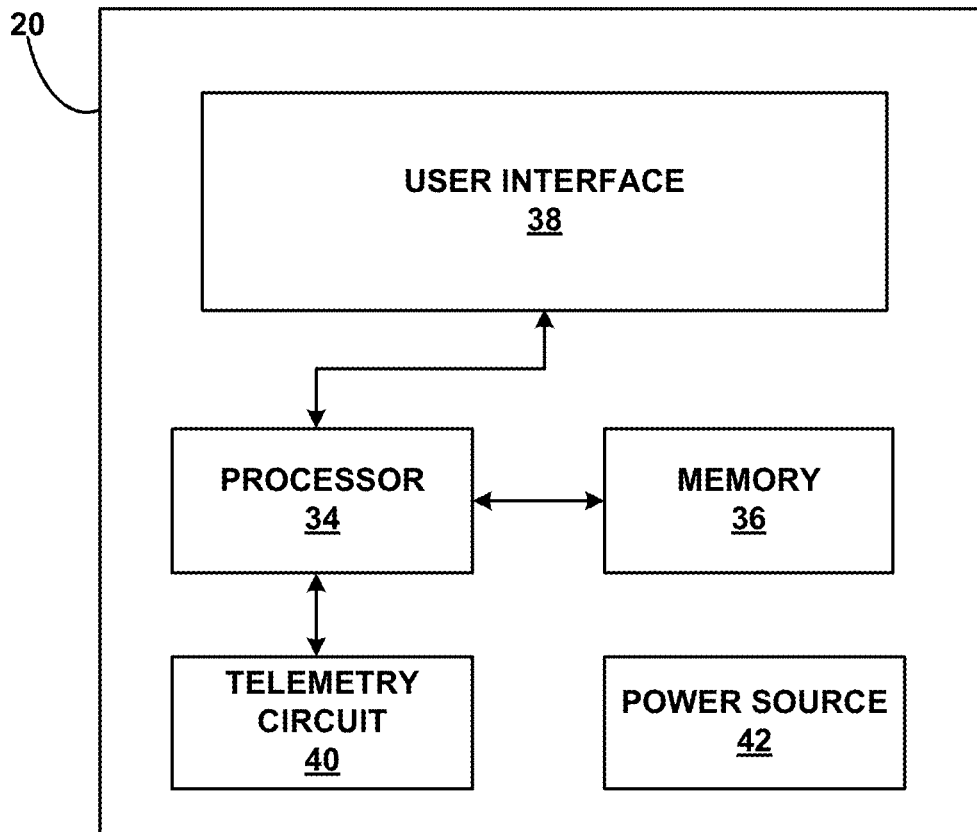 20
USER INTERFACE
38
PROCESSOR
34
MEMORY
36
TELEMETRY
CIRCUIT
40
POWER SOURCE
42